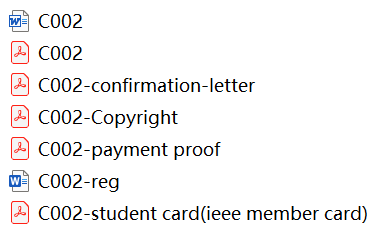 C002
C002
C002-confirmation-letter
C002-Copyright
C002-payment proof
C002-reg
C002-student card(ieee member card)